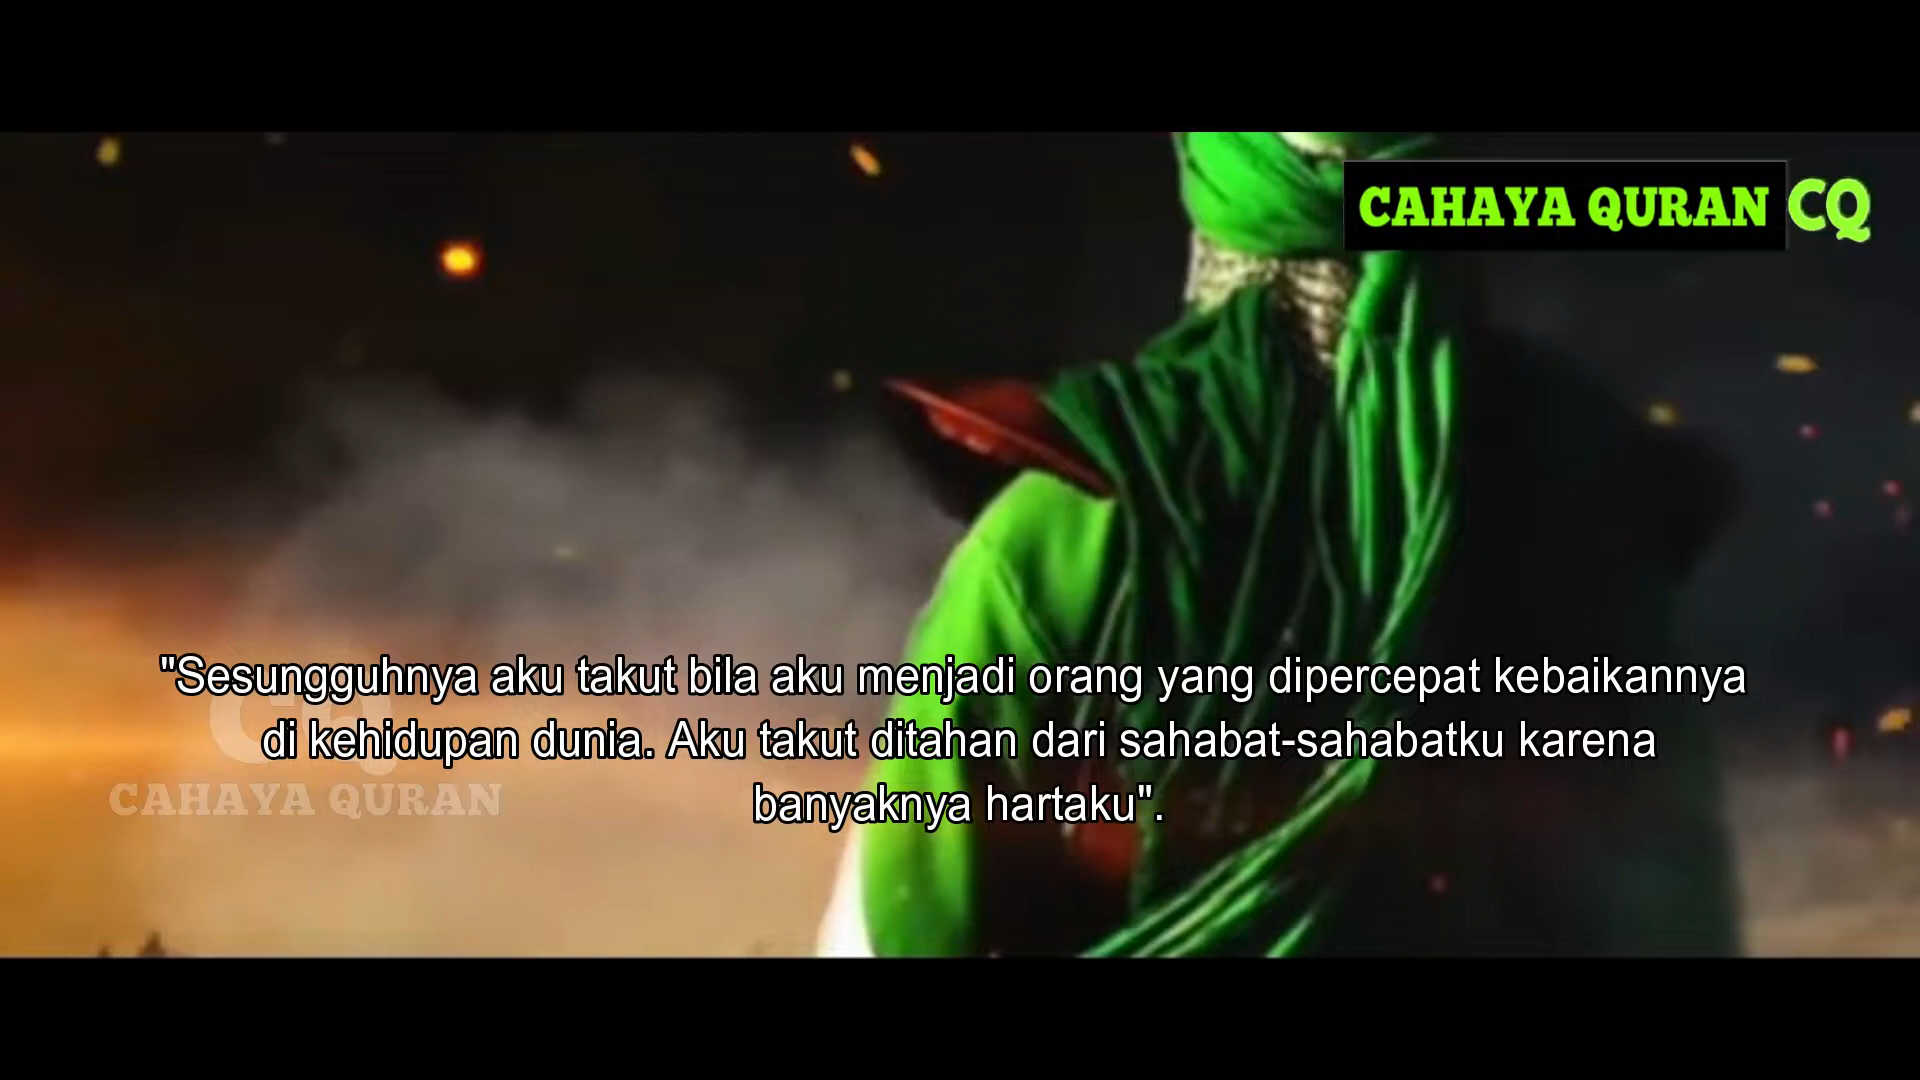 CAHAYA QURAN CQ
"Sesungguhnya aku takut bila aku menjadi orang yang dipercepat kebaikannya
di kehidupan dunia. Aku takut ditahan dari sahabat-sahabatku karena
banyaknya hartaku".
CQ
CAHAYA QURAN